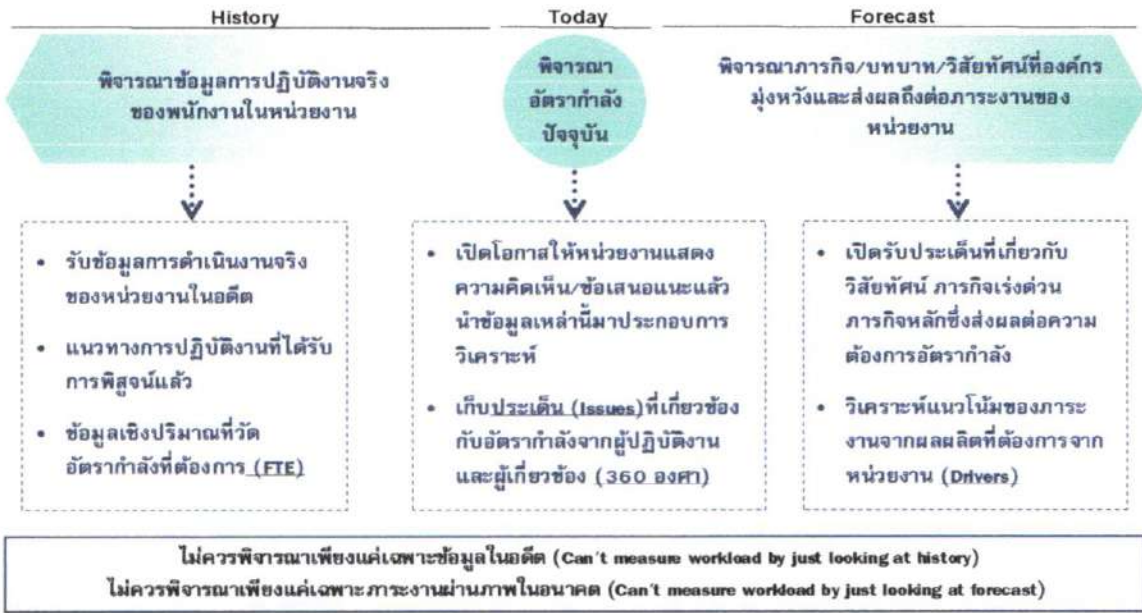 History
Today
Forecast
พิจารณาข้อมูลการปฏิบัติงานจริง
ของพนักงานในหน่วยงาน
พิจารณา
อัตรากำลัง
ปัจจุบัน
พิจารณาภารกิจ/บทบาท/วิสัยทัศน์ที่องค์กร
มุ่งหวังและส่งผลถึงต่อภาระงานของ
หน่วยงาน
• รับข้อมูลการดำเนินงานจริง
ของหน่วยงานในอดีต
• แนวทางการปฏิบัติงานที่ได้รับ
การพิสูจน์แล้ว
• ข้อมูลเชิงปริมาณที่วัด
อัตรากำลังที่ต้องการ (FTE)
• เปิดโอกาสให้หน่วยงานแสดง
ความคิดเห็น/ข้อเสนอแนะแล้ว
นำข้อมูลเหล่านี้มาประกอบการ
วิเคราะห์
• เก็บประเด็น (Issues)ที่เกี่ยวข้อง
กับอัตรากำลังจากผู้ปฏิบัติงาน
และผู้เกี่ยวข้อง (360 องศา)
• เปิดรับประเด็นที่เกี่ยวกับ
วิสัยทัศน์ ภารกิจเร่งด่วน
ภารกิจหลักซึ่งส่งผลต่อความ
ต้องการอัตรากำลัง
• วิเคราะห์แนวโน้มของภาระ
งานจากผลผลิตที่ต้องการจาก
หน่วยงาน (Drivers)
ไม่ควรพิจารณาเพียงแค่เฉพาะข้อมูลในอดีต (Can't measure workload by just looking at history)
ไม่ควรพิจารณาเพียงแค่เฉพาะภาระงานผ่านภาพในอนาคต (Can't measure workload by just looking at forecast)